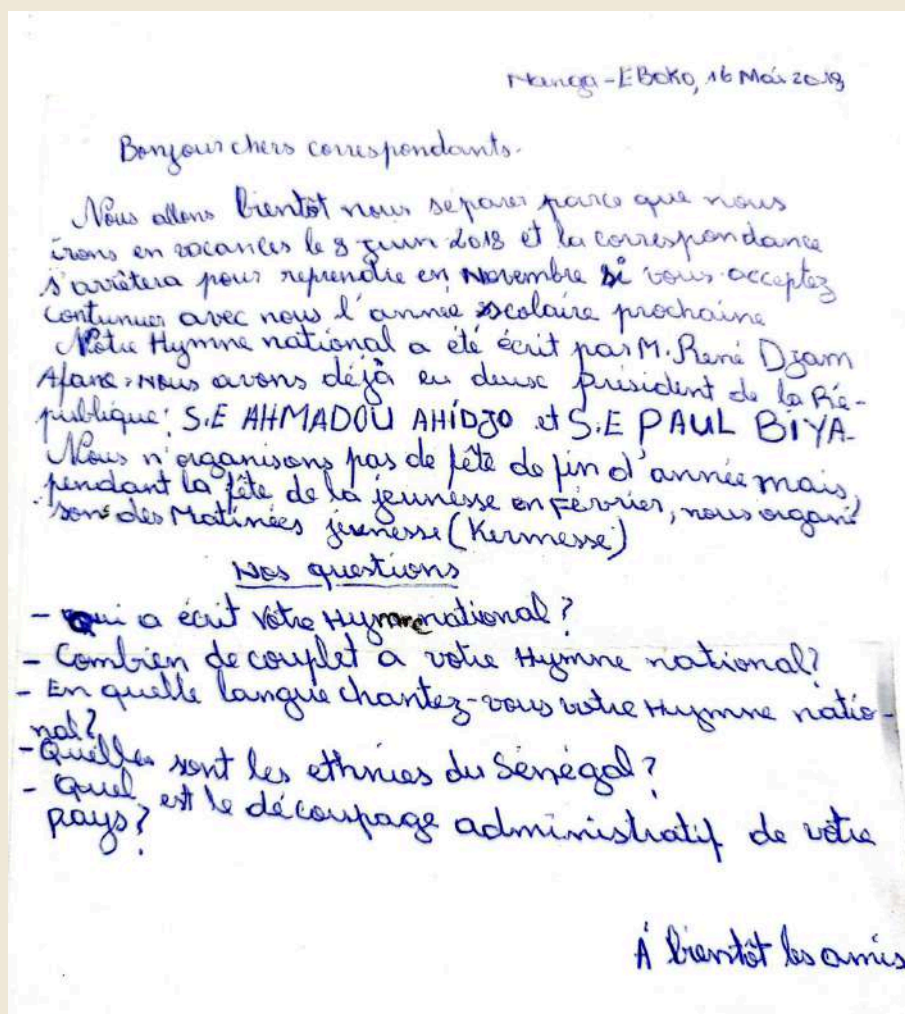 Nanga-EBoko, 16 Mai 2018
Bonjour chers correspondants.
Nous allons bientôt nous séparer parce que nous
irons en vacances le 8 juin 2018 et la correspondance
s'arrêtera pour reprendre en Novembre si vous acceptez
continuer avec nous l'année scolaire prochaine
Notre Hymne national a été écrit par M. René Djam
Afane. Nous avons déjà eu deux président de la Ré-
publique: S.E AHMADOU AHIDJO et S.E PAUL BIYA.
Nous n'organisons pas de fête de fin d'année mais,
pendant la fête de la jeunesse en Février, nous organi-
sons des Matinées jeunesse (Kermesse)
Nos questions
- Qui a écrit votre Hymne national?
- Combien de couplet a votre Hymne national?
- En quelle langue chantez-vous votre Hymne natio-
nal?
- Quelles sont les ethnies du Sénégal?
- Quel est le découpage administratif de votre
pays?
À bientôt les amis